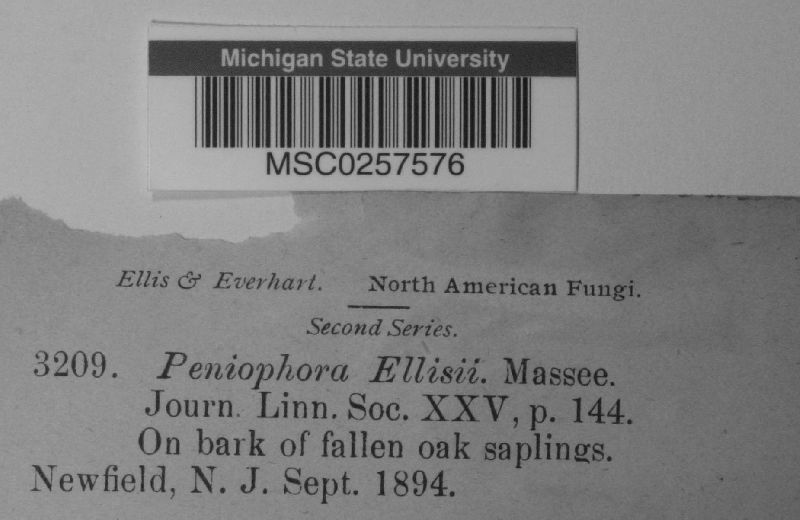 Michigan State University
MSC0257576
Ellis & Everhart. North American Fungi.
Second Series.
3209. Peniophora Ellisii. Massee.
Journ. Linn. Soc. XXV, p. 144.
On bark of fallen oak saplings.
Newfield, N. J. Sept. 1894.